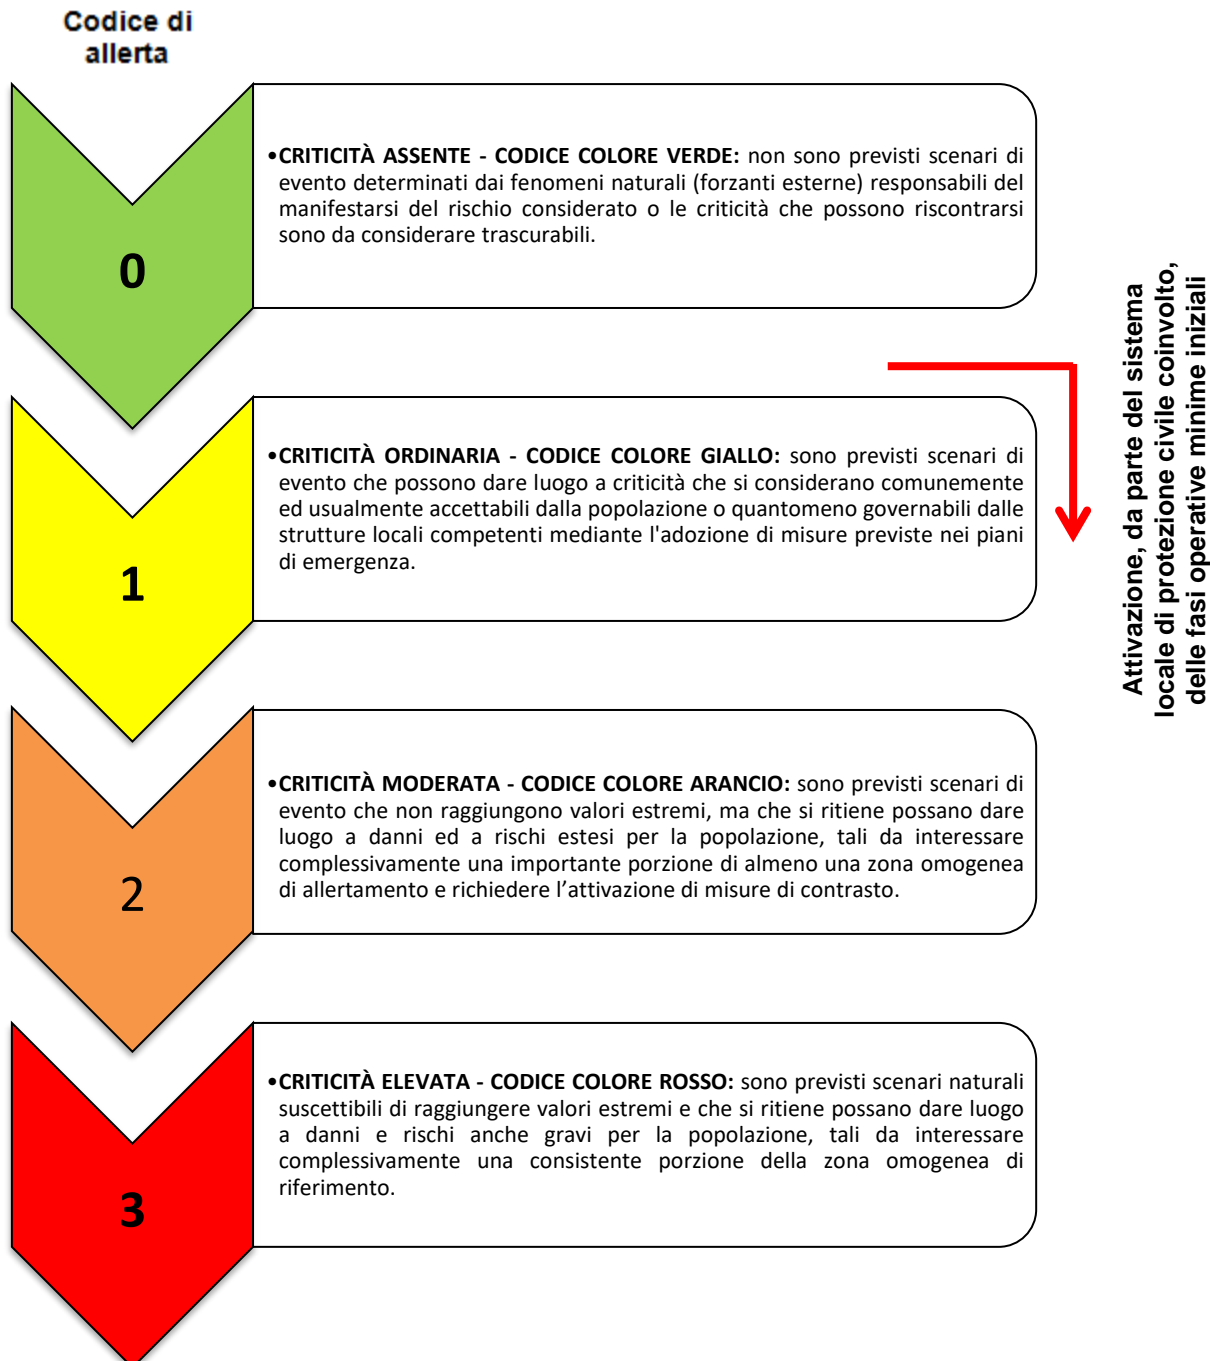 Codice di
allerta
0
•CRITICITÀ ASSENTE - CODICE COLORE VERDE: non sono previsti scenari di
evento determinati dai fenomeni naturali (forzanti esterne) responsabili del
manifestarsi del rischio considerato o le criticità che possono riscontrarsi
sono da considerare trascurabili.
1
•CRITICITÀ ORDINARIA - CODICE COLORE GIALLO: sono previsti scenari di
evento che possono dare luogo a criticità che si considerano comunemente
ed usualmente accettabili dalla popolazione o quantomeno governabili dalle
strutture locali competenti mediante l'adozione di misure previste nei piani
di emergenza.
Attivazione, da parte del sistema
locale di protezione civile coinvolto,
delle fasi operative minime iniziali
2
•CRITICITÀ MODERATA - CODICE COLORE ARANCIO: sono previsti scenari di
evento che non raggiungono valori estremi, ma che si ritiene possano dare
luogo a danni ed a rischi estesi per la popolazione, tali da interessare
complessivamente una importante porzione di almeno una zona omogenea
di allertamento e richiedere l’attivazione di misure di contrasto.
3
•CRITICITÀ ELEVATA - CODICE COLORE ROSSO: sono previsti scenari naturali
suscettibili di raggiungere valori estremi e che si ritiene possano dare luogo
a danni e rischi anche gravi per la popolazione, tali da interessare
complessivamente una consistente porzione della zona omogenea di
riferimento.